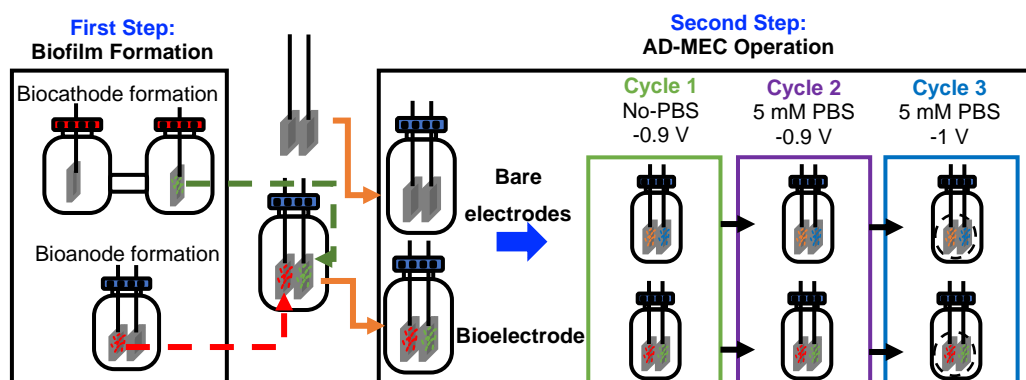 First Step:
Biofilm Formation
Biocathode formation
Bioanode formation
Second Step:
AD-MEC Operation
Bare
electrodes
Bioelectrode
Cycle 1
No-PBS
-0.9 V
Cycle 2
5 mM PBS
-0.9 V
Cycle 3
5 mM PBS
-1 V